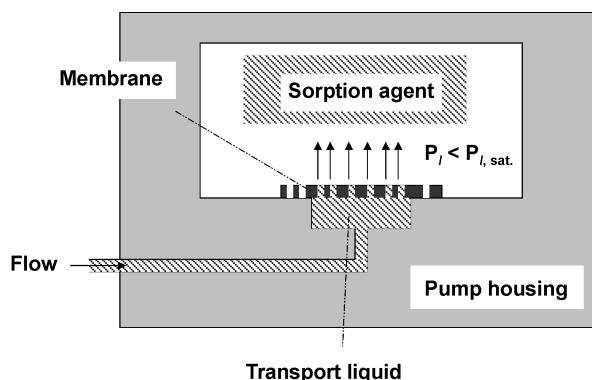 Membrane
Sorption agent
Pl < Pl, sat.
Flow
Pump housing
Transport liquid